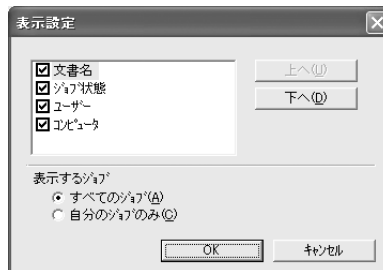 表示設定
文書名
ｼﾞｮﾌﾞ状態
ﾕｰｻﾞｰ
ｺﾝﾋﾟｭｰﾀ
上へ(U)
下へ(D)
表示するｼﾞｮﾌﾞ
すべてのｼﾞｮﾌﾞ(A)
自分のｼﾞｮﾌﾞのみ(C)
OK
ｷｬﾝｾﾙ